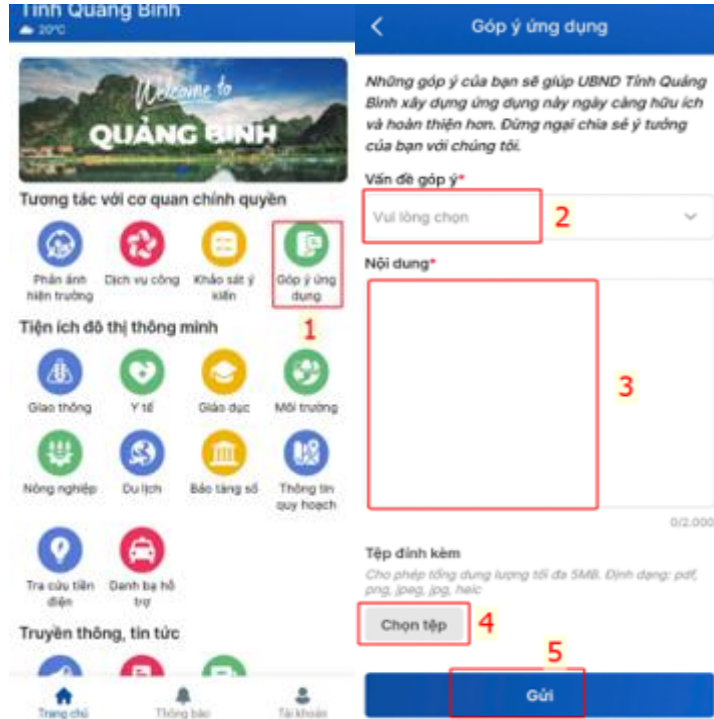 Tỉnh Quảng Bình
20°C
Welcome to
QUẢNG BÌNH
Tương tác với cơ quan chính quyền
Phản ánh hiện trường
Dịch vụ công
Khảo sát ý kiến
Góp ý ứng dụng
1
Tiện ích đô thị thông minh
Giao thông
Y tế
Giáo dục
Môi trường
Nông nghiệp
Du lịch
Bảo tàng số
Thông tin quy hoạch
Tra cứu tiền điện
Danh bạ hỗ trợ
Truyền thông, tin tức
Trang chủ
Thông báo
Tài khoản
Góp ý ứng dụng
Những góp ý của bạn sẽ giúp UBND Tỉnh Quảng
Bình xây dựng ứng dụng này ngày càng hữu ích
và hoàn thiện hơn. Đừng ngại chia sẻ ý tưởng
của bạn với chúng tôi.
Vấn đề góp ý*
Vui lòng chọn
2
Nội dung*
3
0/2.000
Tệp đính kèm
Cho phép tổng dung lượng tối đa 5MB. Định dạng: pdf,
png, jpeg, jpg, heic
Chọn tệp
4
5
Gửi